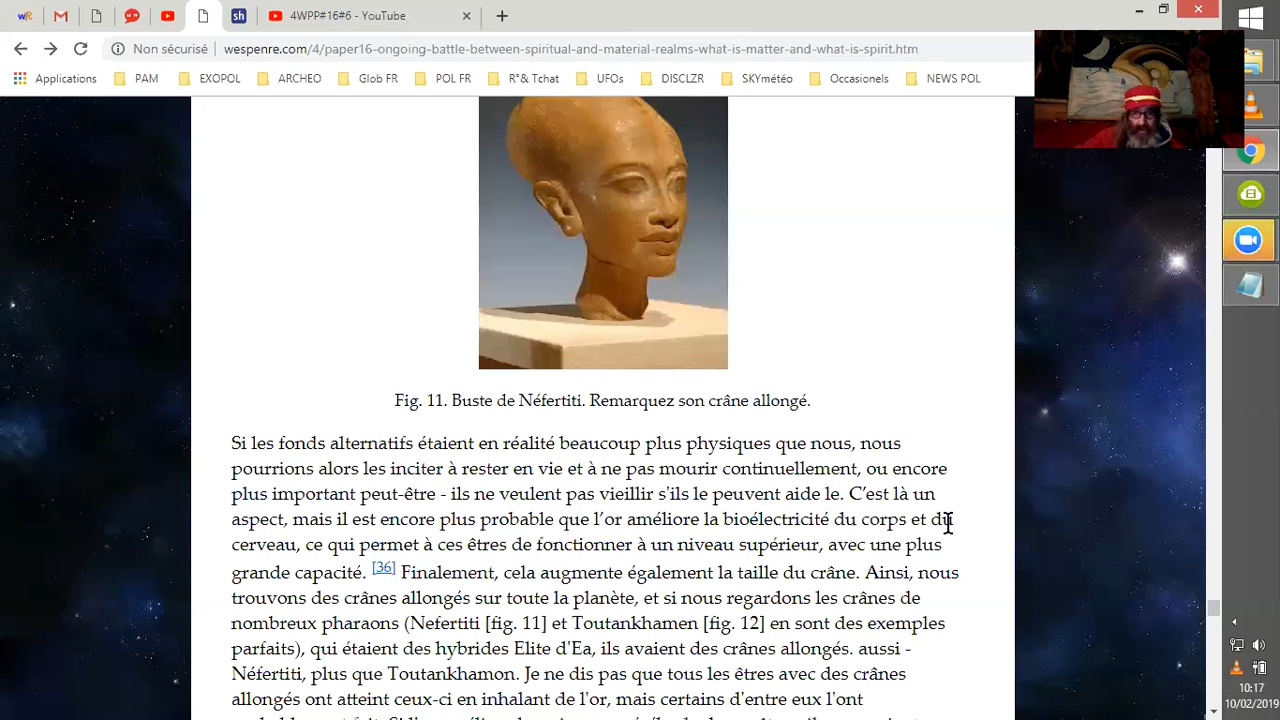 4WPP#16#6 - YouTube
Non sécurisé
wespenre.com/4/paper16-ongoing-battle-between-spiritual-and-material-realms-what-is-matter-and-what-is-spirit.htm
Applications PAM EXOPOL ARCHEO Glob FR POL FR R°& Tchat UFOs DISCLZR SKYmétéo Occasionels NEWS POL
Fig. 11. Buste de Néfertiti. Remarquez son crâne allongé.
Si les fonds alternatifs étaient en réalité beaucoup plus physiques que nous, nous
pourrions alors les inciter à rester en vie et à ne pas mourir continuellement, ou encore
plus important peut-être - ils ne veulent pas vieillir s'ils le peuvent aide le. C’est là un
aspect, mais il est encore plus probable que l’or améliore la bioélectricité du corps et du
cerveau, ce qui permet à ces êtres de fonctionner à un niveau supérieur, avec une plus
grande capacité. [36] Finalement, cela augmente également la taille du crâne. Ainsi, nous
trouvons des crânes allongés sur toute la planète, et si nous regardons les crânes de
nombreux pharaons (Nefertiti [fig. 11] et Toutankhamen [fig. 12] en sont des exemples
parfaits), qui étaient des hybrides Elite d'Ea, ils avaient des crânes allongés. aussi -
Néfertiti, plus que Toutankhamon. Je ne dis pas que tous les êtres avec des crânes
allongés ont atteint ceux-ci en inhalant de l'or, mais certains d'entre eux l'ont
10:17
10/02/2019